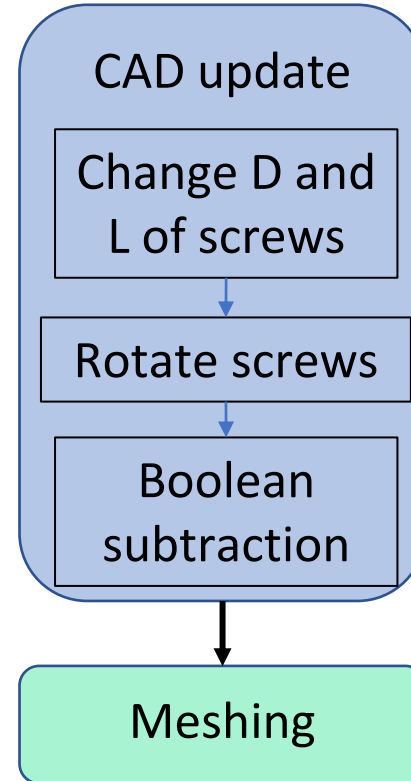 CAD update
Change D and
L of screws
Rotate screws
Boolean
subtraction
Meshing